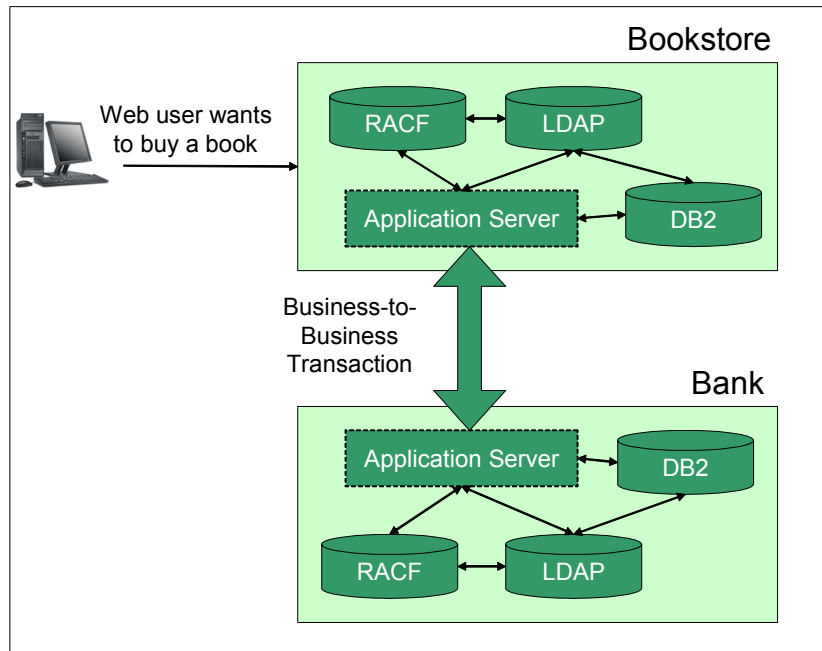 Bookstore
Web user wants
to buy a book
RACF
LDAP
Application Server
DB2
Business-to-
Business
Transaction
Bank
Application Server
DB2
RACF
LDAP